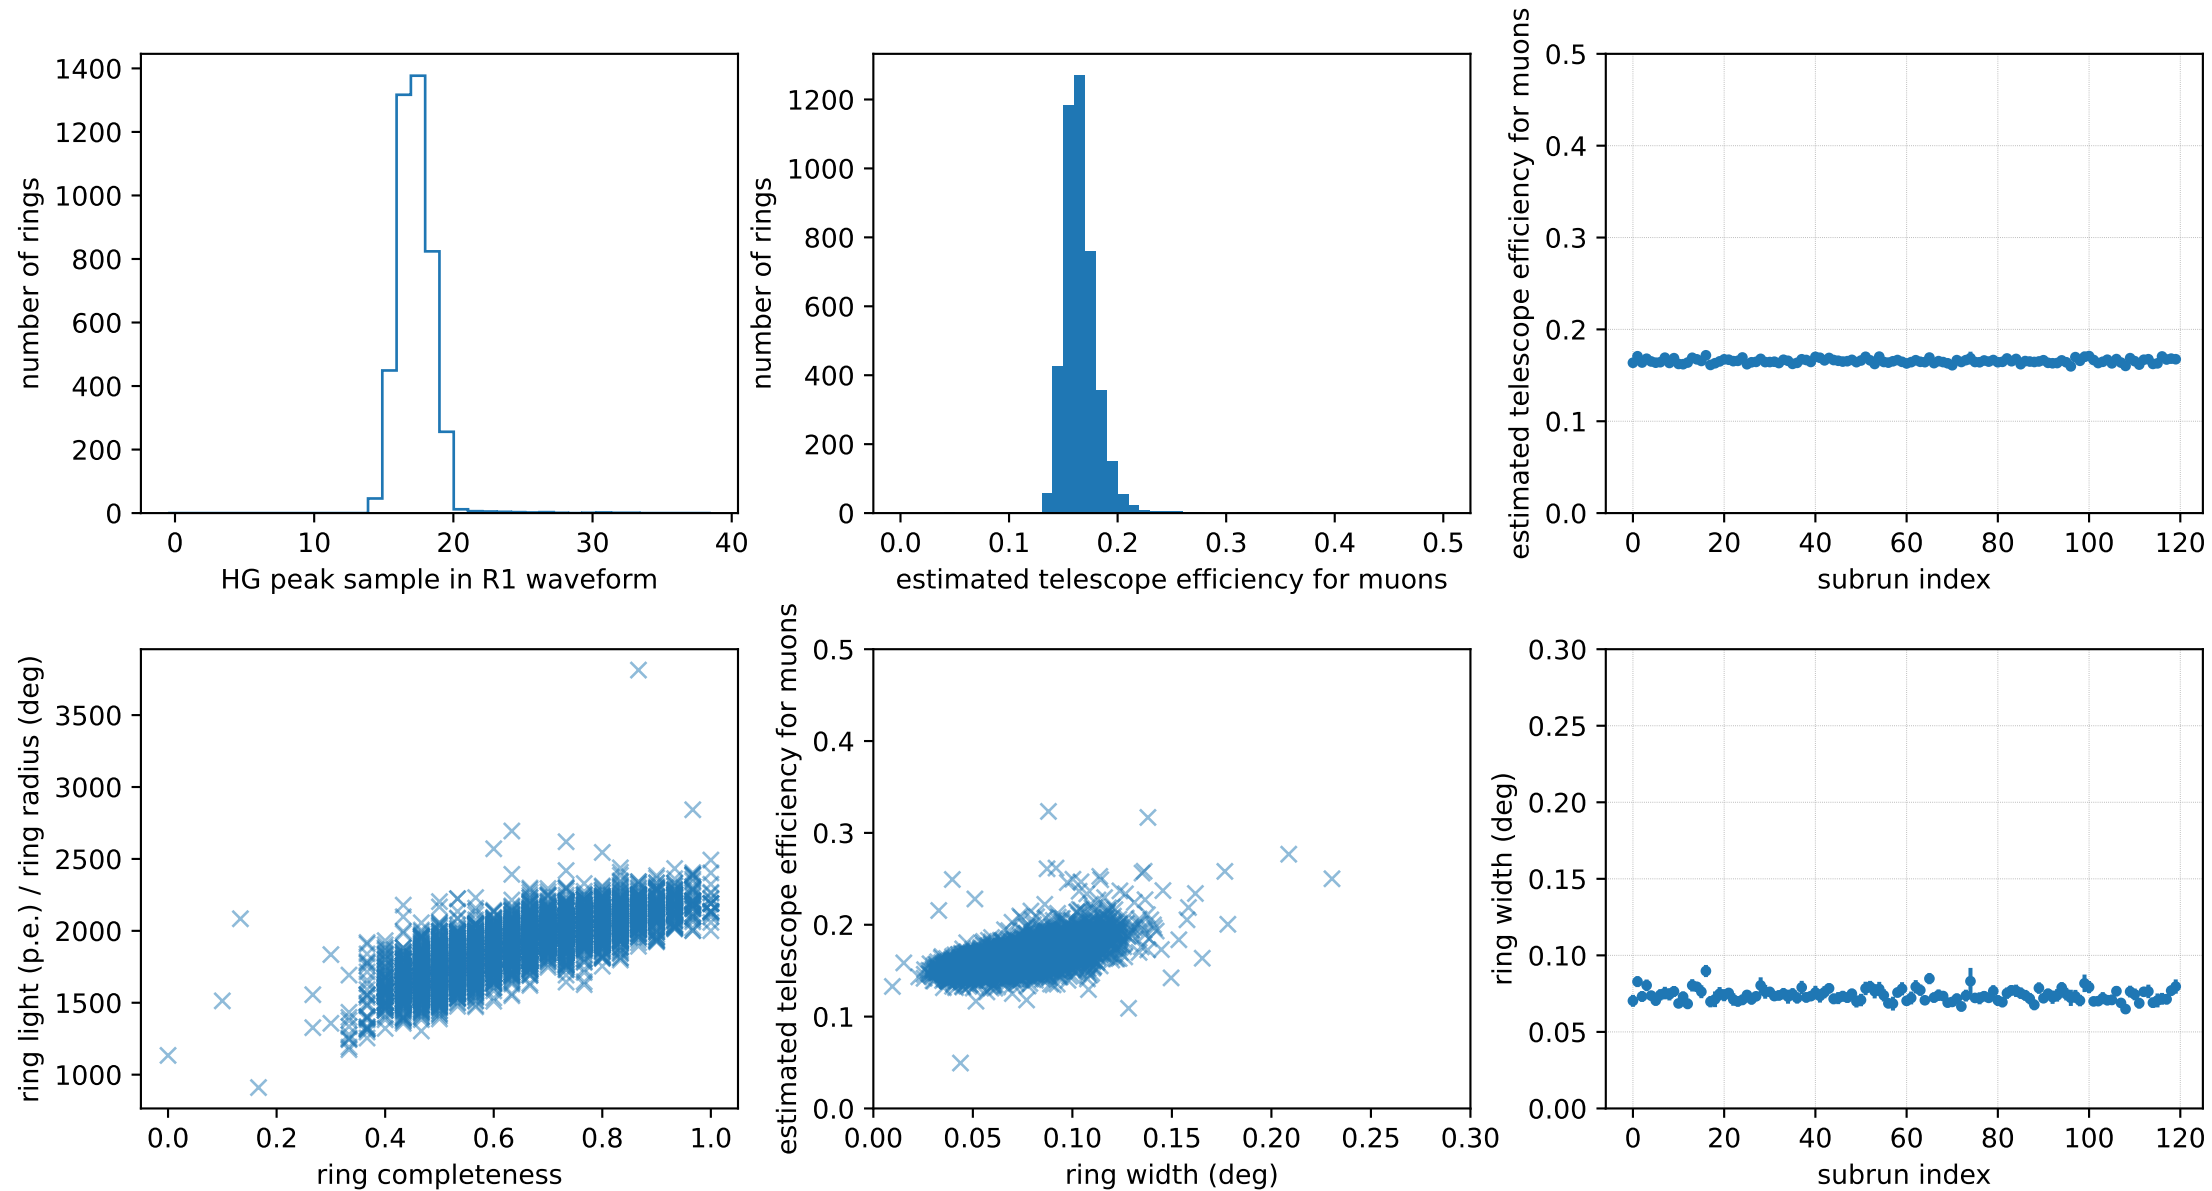 number of rings
1400
1200
1000
800
600
400
200
0
0 10 20 30 40
HG peak sample in R1 waveform
number of rings
1200
1000
800
600
400
200
0
0.0 0.1 0.2 0.3 0.4 0.5
estimated telescope efficiency for muons
estimated telescope efficiency for muons
0.5
0.4
0.3
0.2
0.1
0.0
0 20 40 60 80 100 120
subrun index
ring light (p.e.) / ring radius (deg)
3500
3000
2500
2000
1500
1000
0.0 0.2 0.4 0.6 0.8 1.0
ring completeness
estimated telescope efficiency for muons
0.5
0.4
0.3
0.2
0.1
0.0
0.00 0.05 0.10 0.15 0.20 0.25 0.30
ring width (deg)
ring width (deg)
0.30
0.25
0.20
0.15
0.10
0.05
0.00
0 20 40 60 80 100 120
subrun index